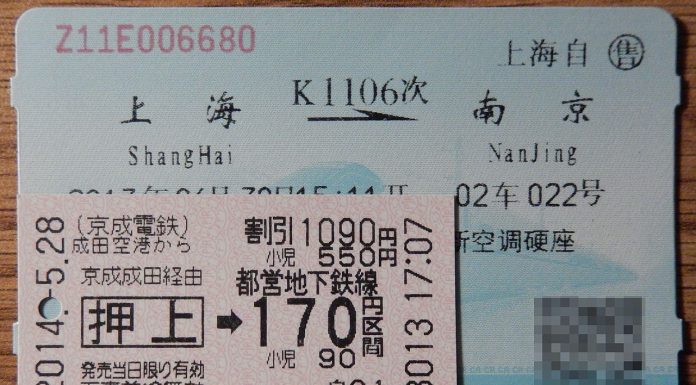 Z11E006680
上海自售
K1106次
上海 南京
ShangHai NanJing
02车 022号
新空调硬座
2014.-5.28
(京成電鉄)
成田空港から
割引 1090円
小児 550円
京成成田経由
都営地下鉄線
押上 → 170円区間
小児 90
発売当日限り有効
3013 17:07